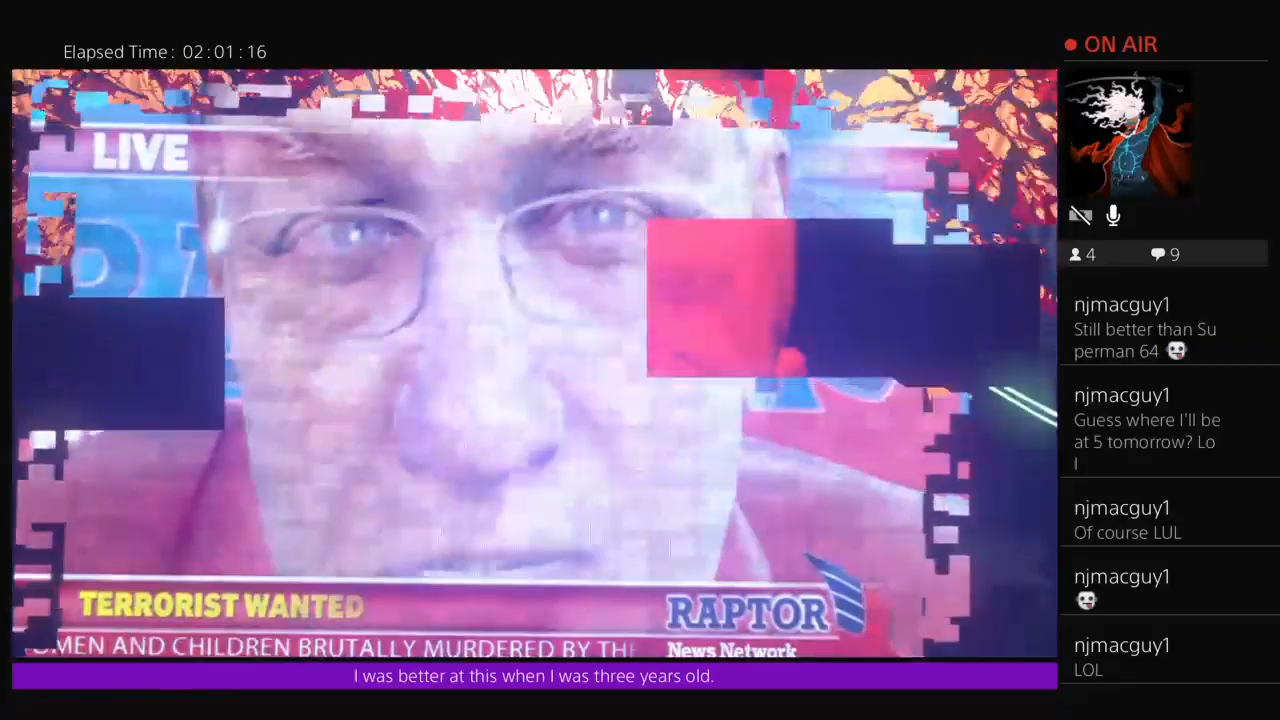 Elapsed Time: 02:01:16
ON AIR
LIVE
4
9
njmacguy1
Still better than Su
perman 64
njmacguy1
Guess where I'll be
at 5 tomorrow? Lo
l
njmacguy1
Of course LUL
njmacguy1
njmacguy1
LOL
TERRORIST WANTED
RAPTOR
News Network
OMEN AND CHILDREN BRUTALLY MURDERED BY THE
I was better at this when I was three years old.